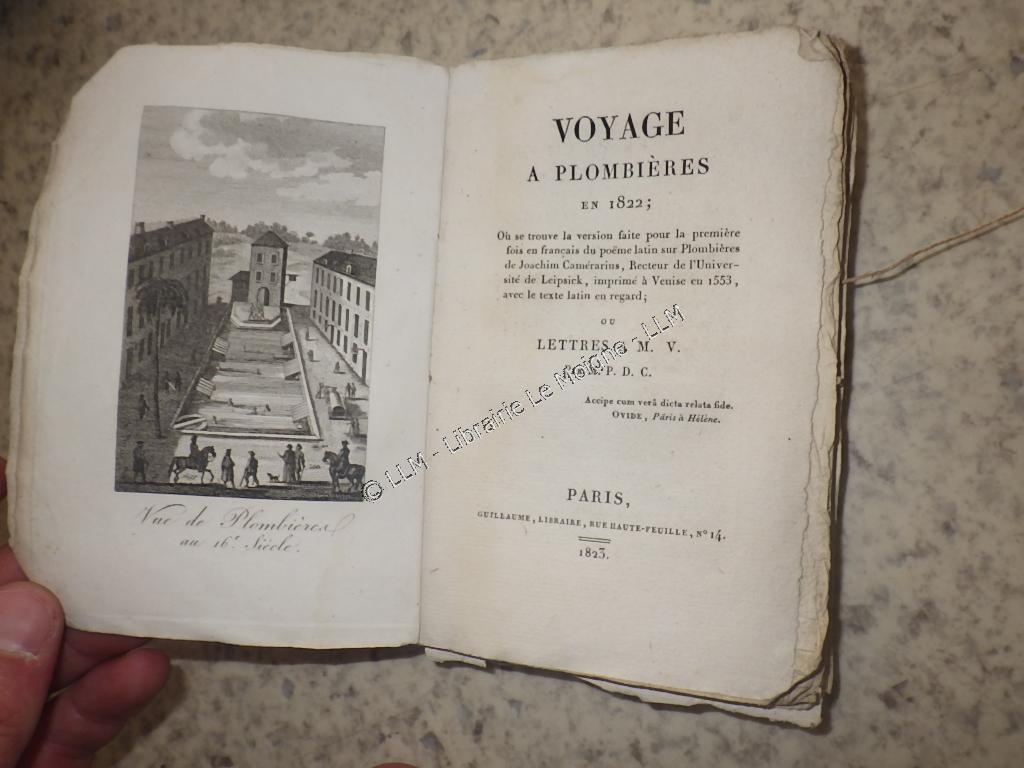 Vue de Plombières
au 16e. Siècle.
VOYAGE
A PLOMBIÈRES
EN 1822;
Où se trouve la version faite pour la première
fois en français du poëme latin sur Plombières
de Joachim Camérarius, Recteur de l'Univer-
sité de Leipsick, imprimé à Venise en 1553,
avec le texte latin en regard;
OU
LETTRES M. V.
P. D. C.
Accipe cum verâ dicta relata fide.
OVIDE, Pâris à Hélène.
PARIS,
GUILLAUME, LIBRAIRE, RUE HAUTE-FEUILLE, N° 14.
1823.
© LLM - Librairie Le Moigne - LLM